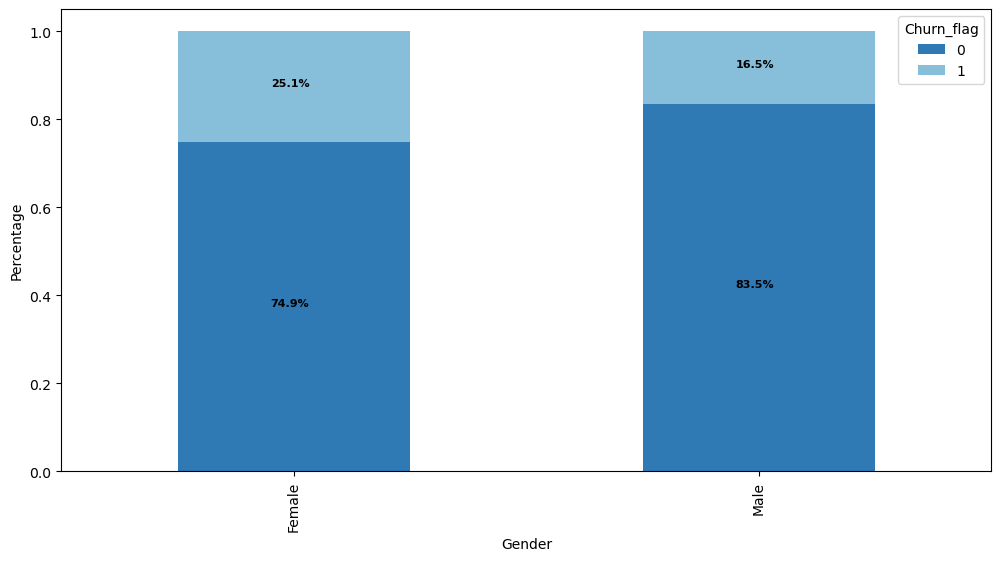 Churn_flag
0
1
1.0
0.8
0.6
0.4
0.2
0.0
Percentage
25.1%
16.5%
74.9%
83.5%
Female
Male
Gender